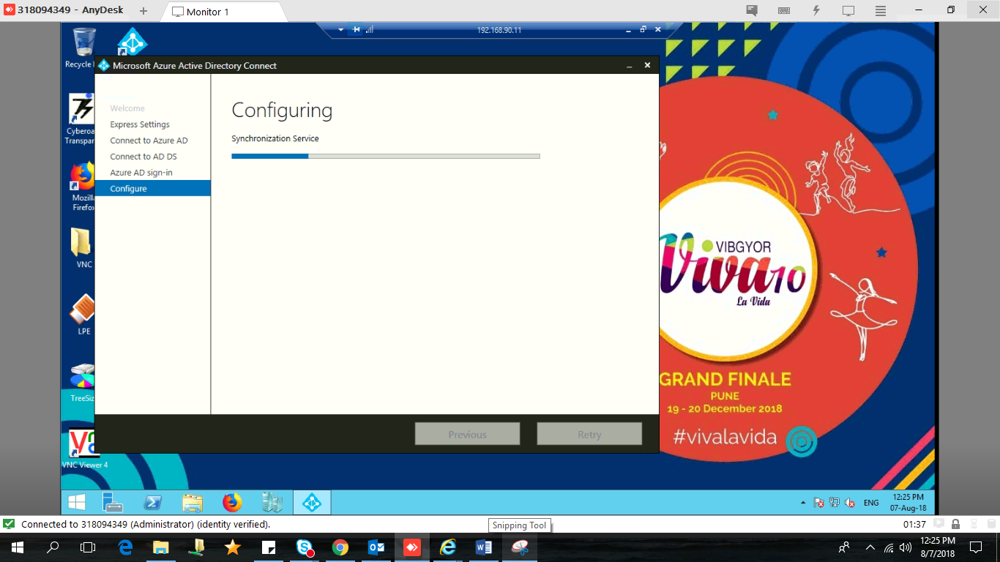 318094349 - AnyDesk
Monitor 1
192.168.90.11
Recycle
Microsoft Azure Active Directory Connect
Welcome
Express Settings
Connect to Azure AD
Connect to AD DS
Azure AD sign-in
Configure
Configuring
Synchronization Service
Previous
Retry
Cyberoa
Transpar
Mozill
Firefox
VNC
LPE
TreeSiz
VNC Viewer 4
VIBGYOR
Viva10
La Vida
GRAND FINALE
PUNE
19 - 20 December 2018
#vivalavida
ENG
12:25 PM
07-Aug-18
Connected to 318094349 (Administrator) (identity verified).
Snipping Tool
01:37
12:25 PM
8/7/2018